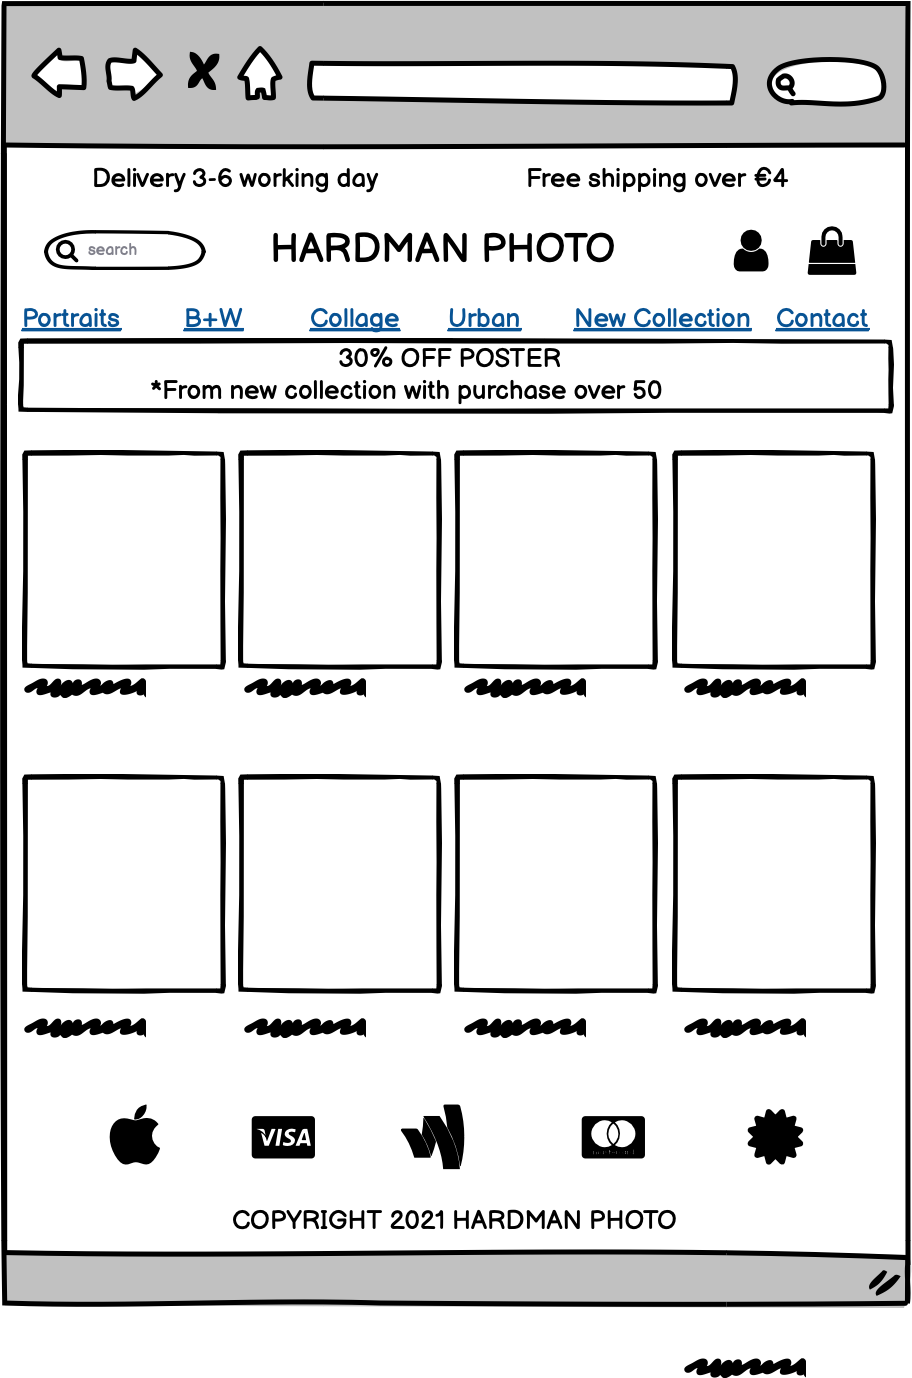 Delivery 3-6 working day
Free shipping over €4
search
HARDMAN PHOTO
Portraits B+W Collage Urban New Collection Contact
30% OFF POSTER
*From new collection with purchase over 50
VISA
COPYRIGHT 2021 HARDMAN PHOTO